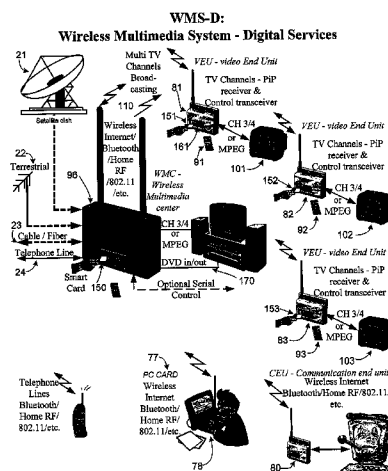 WMS-D:
Wireless Multimedia System - Digital Services
21
Satellite dish
22
Terrestrial
23
Cable / Fiber
Telephone Line
24
98
Multi TV
Channels
Broad-
casting
110
Wireless
Internet/
Bluetooth
/Home
RF
/802.11
/etc.
WMC -
Wireless
Multimedia
center
CH 3/4
or
MPEG
DVD in/out
170
Smart
Card
160
Optional Serial
Control
VEU - video End Unit
TV Channels - PiP
receiver &
Control transceiver
81
151
161
91
CH 3/4
or
MPEG
101
VEU - video End Unit
TV Channels - PiP
receiver &
Control transceiver
152
82
92
CH 3/4
or
MPEG
102
VEU - video End Unit
TV Channels - PiP
receiver &
Control transceiver
153
83
93
CH 3/4
or
MPEG
103
Telephone
Lines
Bluetooth/
Home RF/
802.11/etc.
77
PC CARD
Wireless
Internet
Bluetooth/
Home RF/
802.11/etc.
78
CEU - Communication end unit
Wireless Internet
Bluetooth/Home RF/802.11/
etc.
80